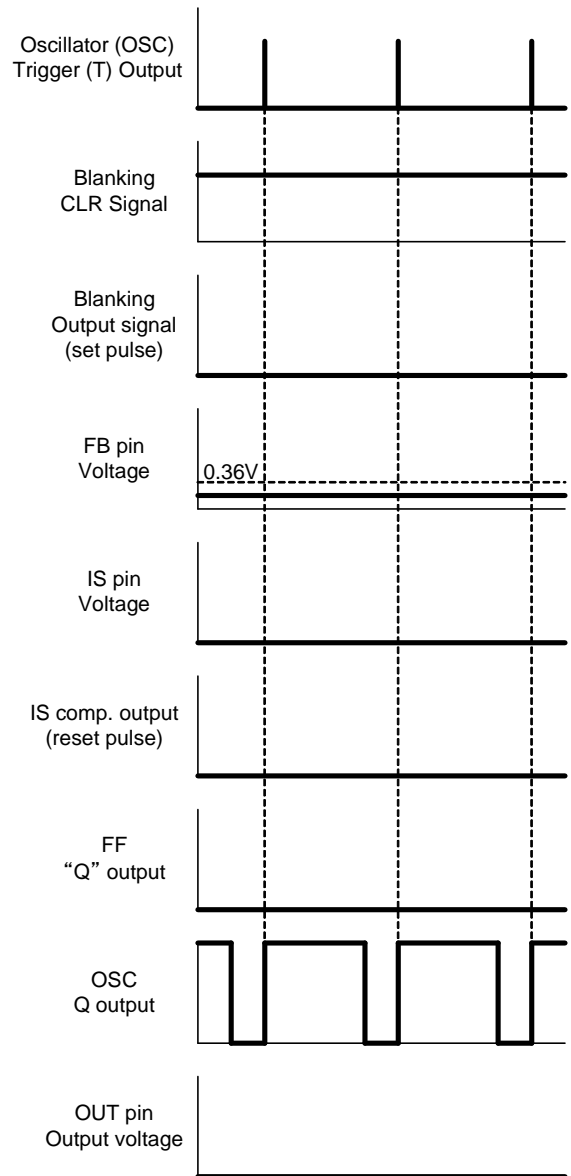 Oscillator (OSC)
Trigger (T) Output
Blanking
CLR Signal
Blanking
Output signal
(set pulse)
FB pin
Voltage
0.36V
IS pin
Voltage
IS comp. output
(reset pulse)
FF
“Q” output
OSC
Q output
OUT pin
Output voltage